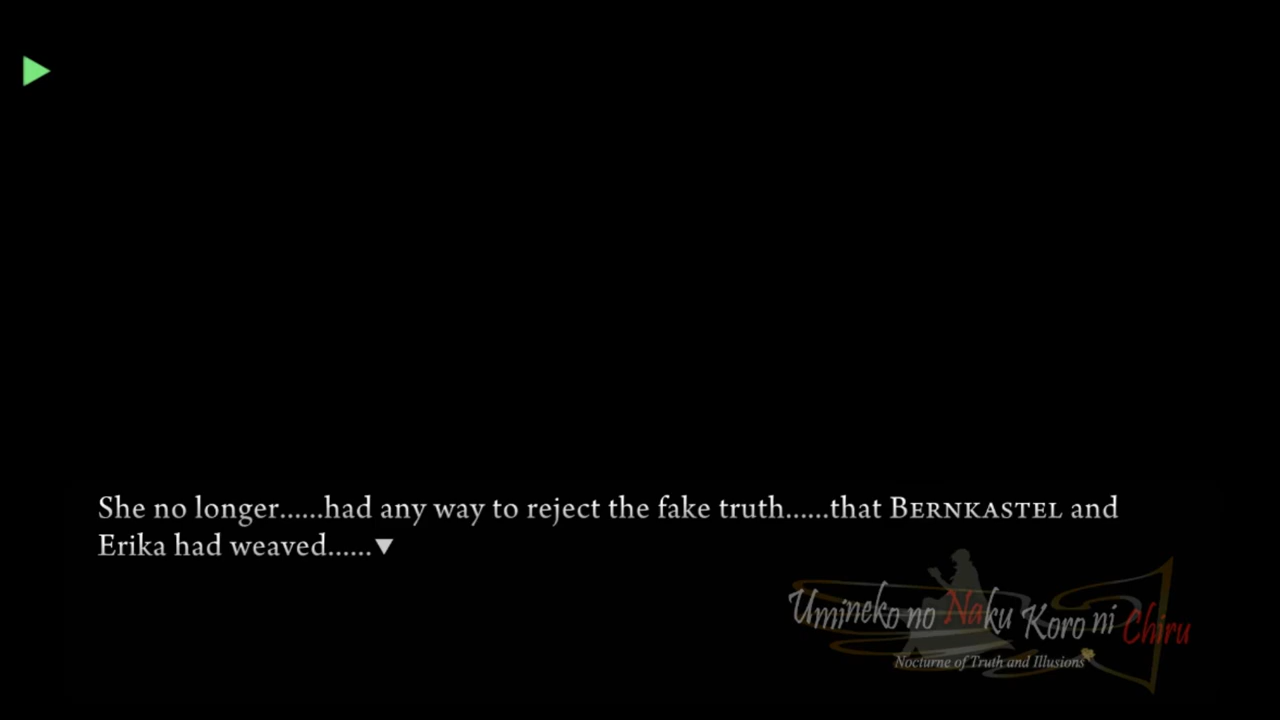 She no longer......had any way to reject the fake truth......that BERNKASTEL and
Erika had weaved......
Umineko no Naku Koro ni Chiru
Nocturne of Truth and Illusions